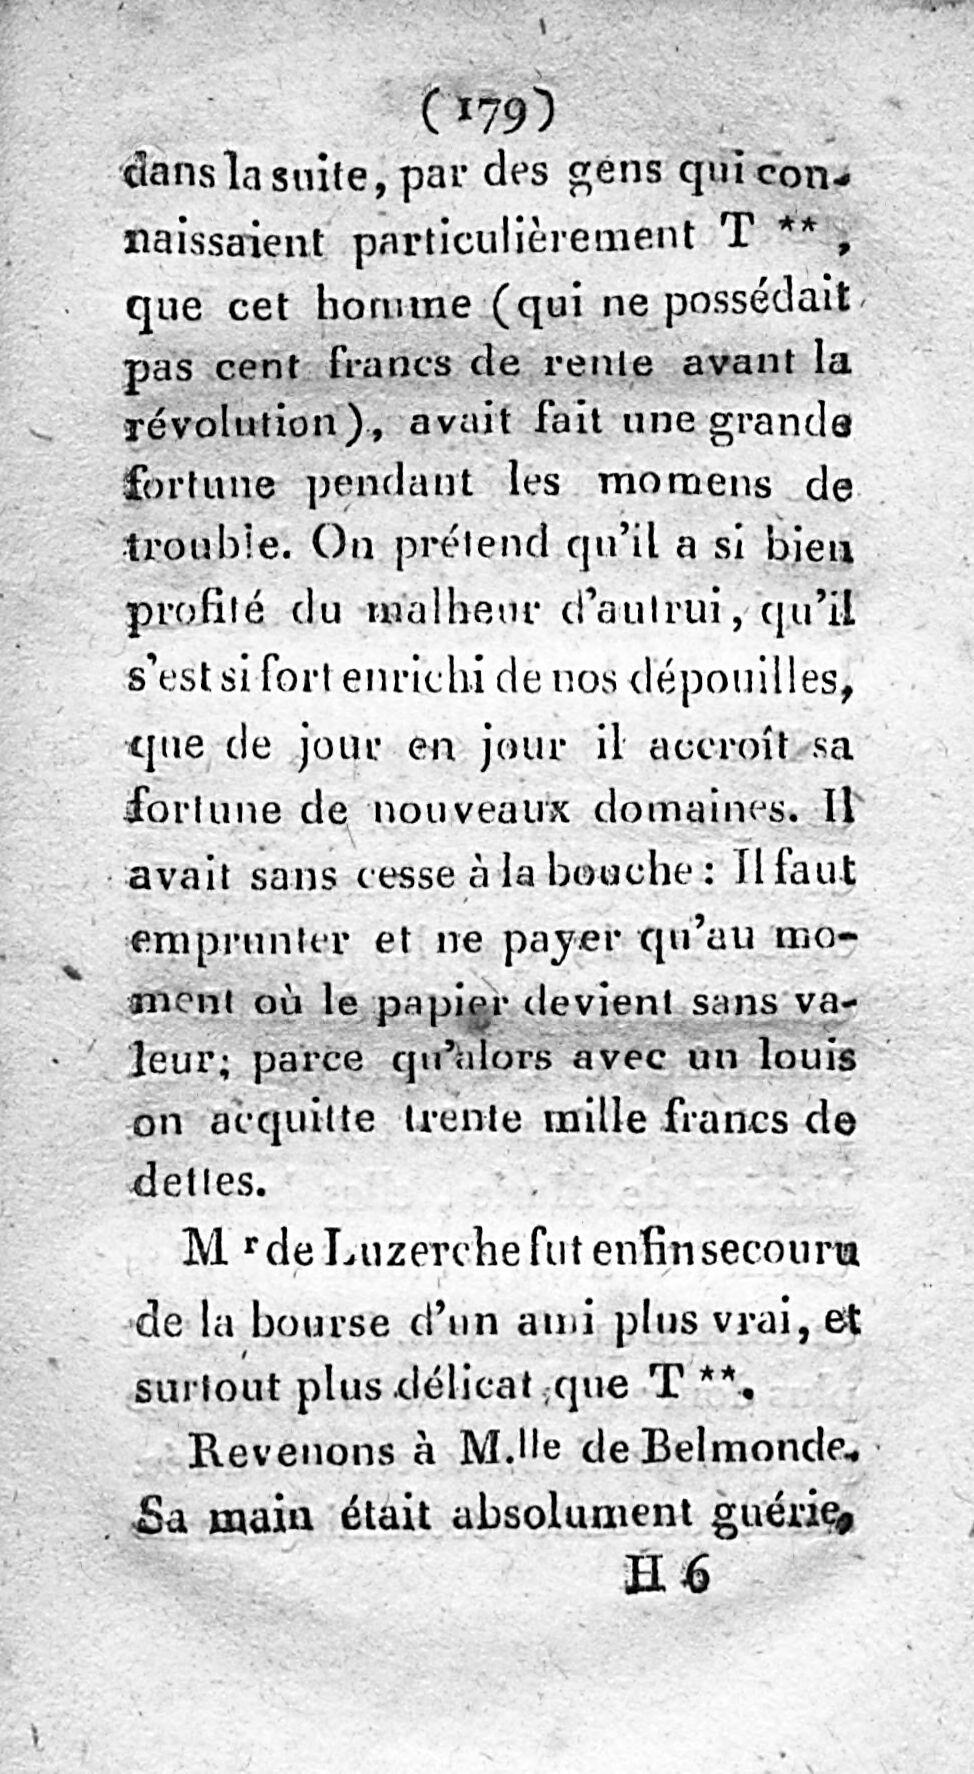 (179)
dans la suite, par des gens qui con-
naissaient particulièrement T ** ,
que cet homme (qui ne possédait
pas cent francs de rente avant la
révolution), avait fait une grande
fortune pendant les momens de
trouble. On prétend qu'il a si bien
profité du malheur d'autrui, qu'il
s'est si fort enrichi de nos dépouilles,
que de jour en jour il accroît sa
fortune de nouveaux domaines. Il
avait sans cesse à la bouche : Il faut
emprunter et ne payer qu'au mo-
ment où le papier devient sans va-
leur; parce qu'alors avec un louis
on acquitte trente mille francs de
dettes.
M r de Luzerche fut enfin secouru
de la bourse d'un ami plus vrai, et
surtout plus délicat que T **.
Revenons à M.lle de Belmonde.
Sa main était absolument guérie,
H 6